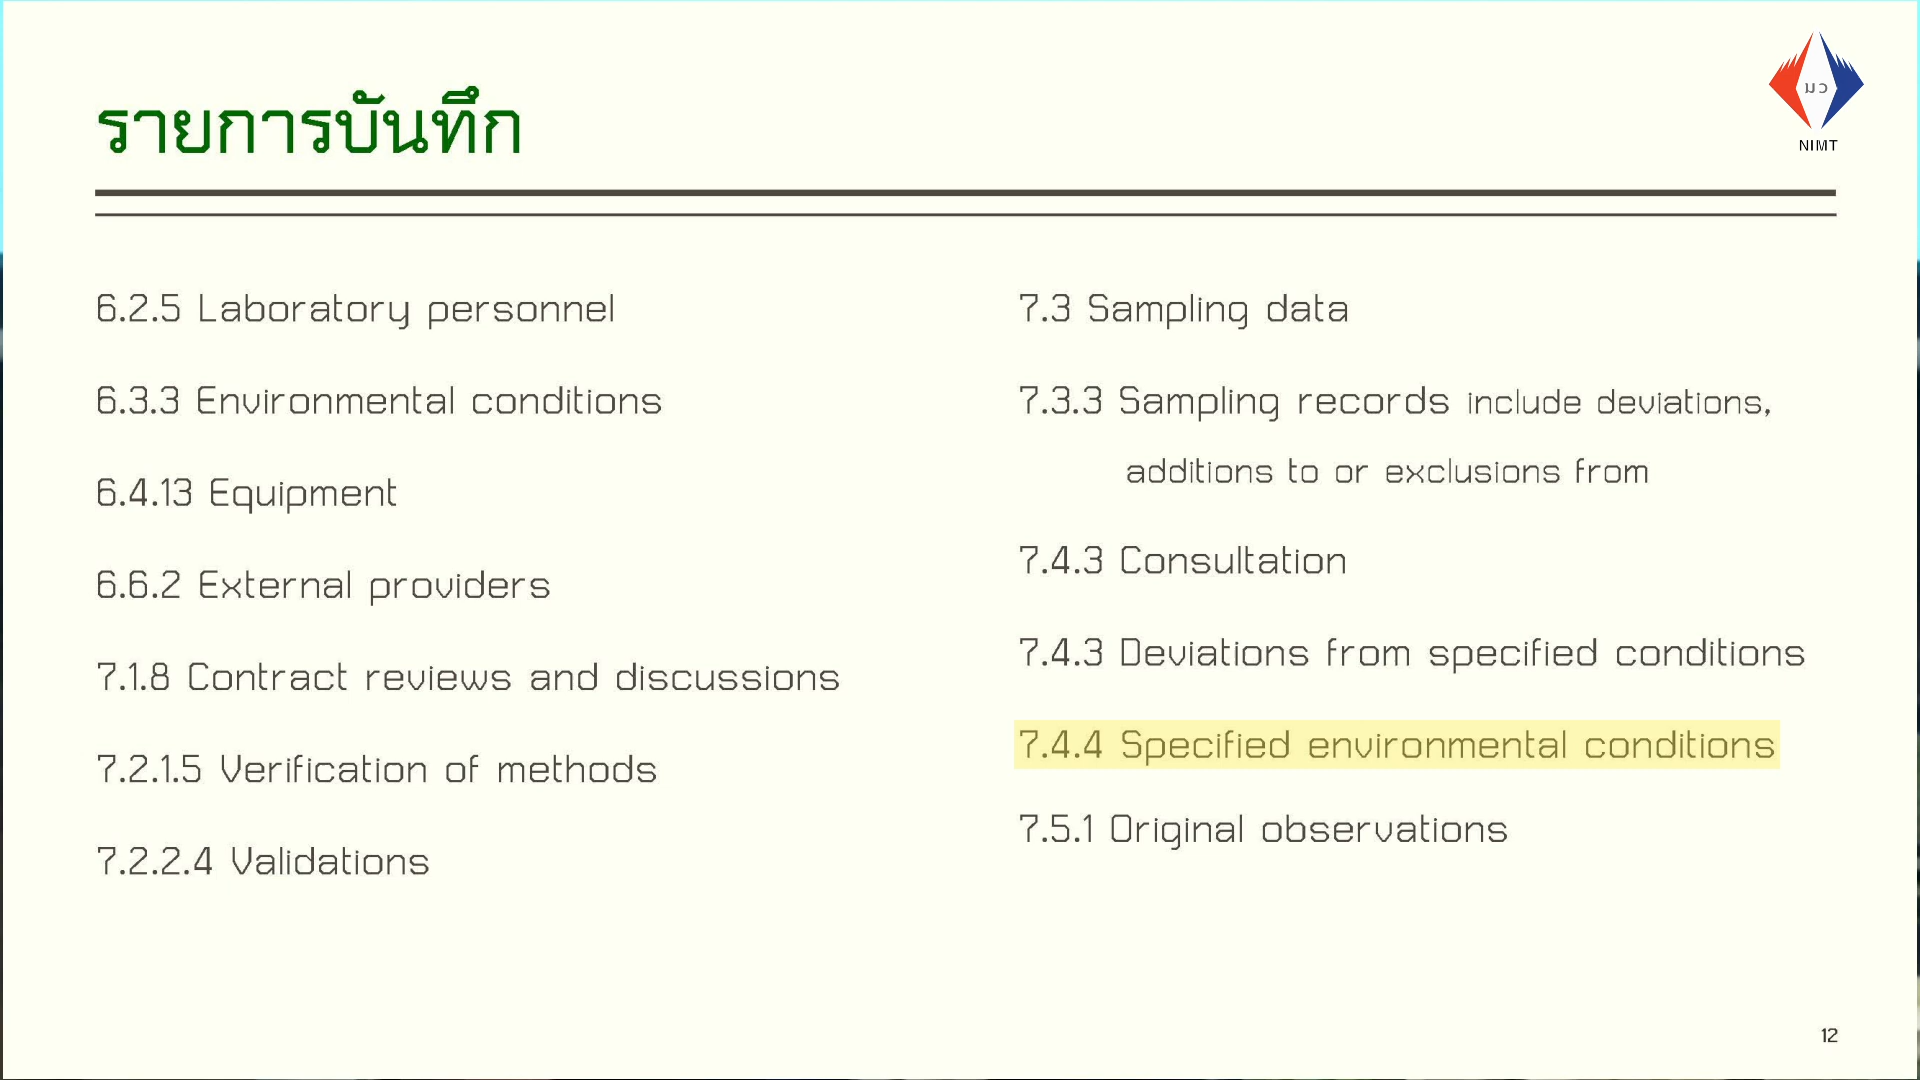 รายการบันทึก
มว
NIMT
6.2.5 Laboratory personnel
6.3.3 Environmental conditions
6.4.13 Equipment
6.6.2 External providers
7.1.8 Contract reviews and discussions
7.2.1.5 Verification of methods
7.2.2.4 Validations
7.3 Sampling data
7.3.3 Sampling records include deviations,
additions to or exclusions from
7.4.3 Consultation
7.4.3 Deviations from specified conditions
7.4.4 Specified environmental conditions
7.5.1 Original observations
12